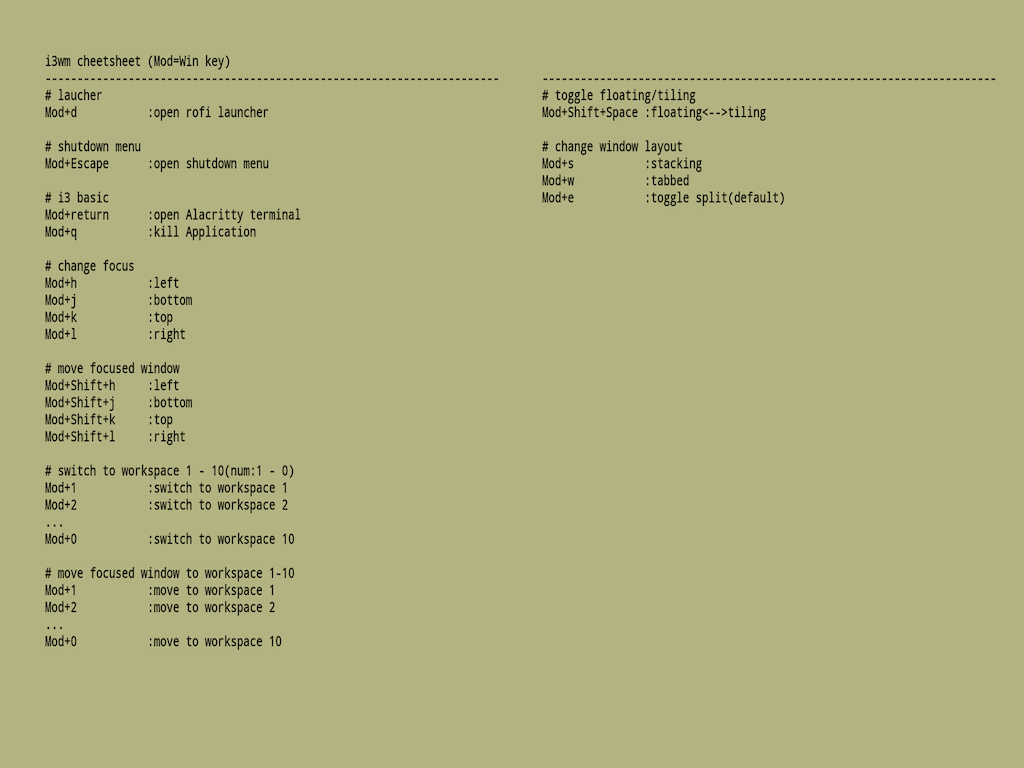 i3wm cheetsheet (Mod=Win key)
-----------------------------------------------------------------------
# laucher
Mod+d           :open rofi launcher

# shutdown menu
Mod+Escape      :open shutdown menu

# i3 basic
Mod+return      :open Alacritty terminal
Mod+q           :kill Application

# change focus
Mod+h           :left
Mod+j           :bottom
Mod+k           :top
Mod+l           :right

# move focused window
Mod+Shift+h     :left
Mod+Shift+j     :bottom
Mod+Shift+k     :top
Mod+Shift+l     :right

# switch to workspace 1 - 10(num:1 - 0)
Mod+1           :switch to workspace 1
Mod+2           :switch to workspace 2
...
Mod+0           :switch to workspace 10

# move focused window to workspace 1-10
Mod+1           :move to workspace 1
Mod+2           :move to workspace 2
...
Mod+0           :move to workspace 10

-----------------------------------------------------------------------
# toggle floating/tiling
Mod+Shift+Space :floating<-->tiling

# change window layout
Mod+s           :stacking
Mod+w           :tabbed
Mod+e           :toggle split(default)